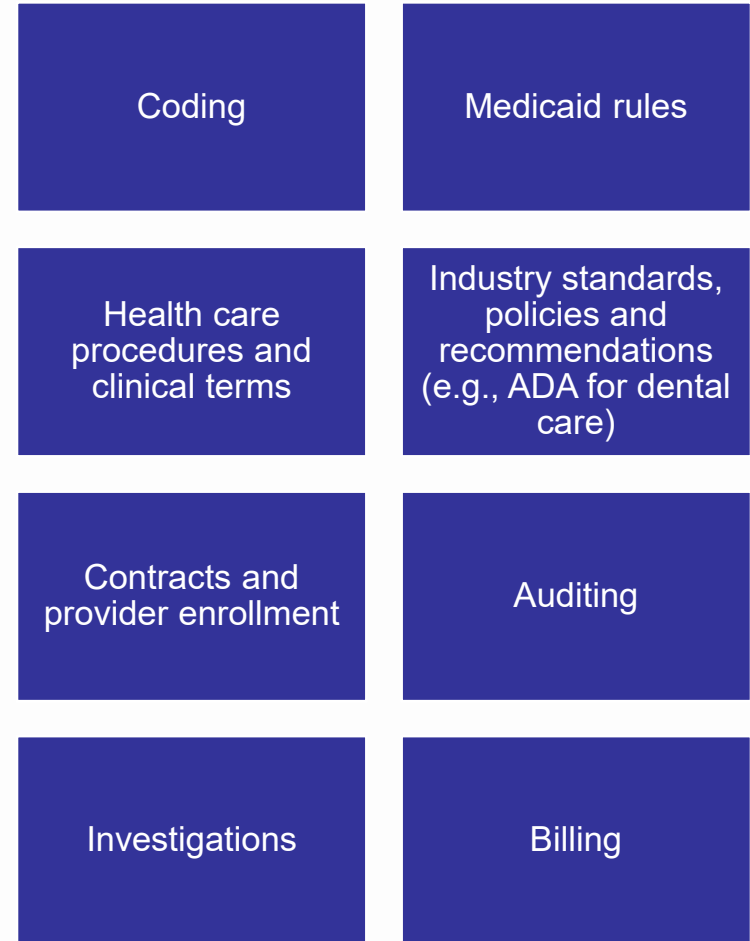 Coding
Medicaid rules
Health care
procedures and
clinical terms
Industry standards,
policies and
recommendations
(e.g., ADA for dental
care)
Contracts and
provider enrollment
Auditing
Investigations
Billing